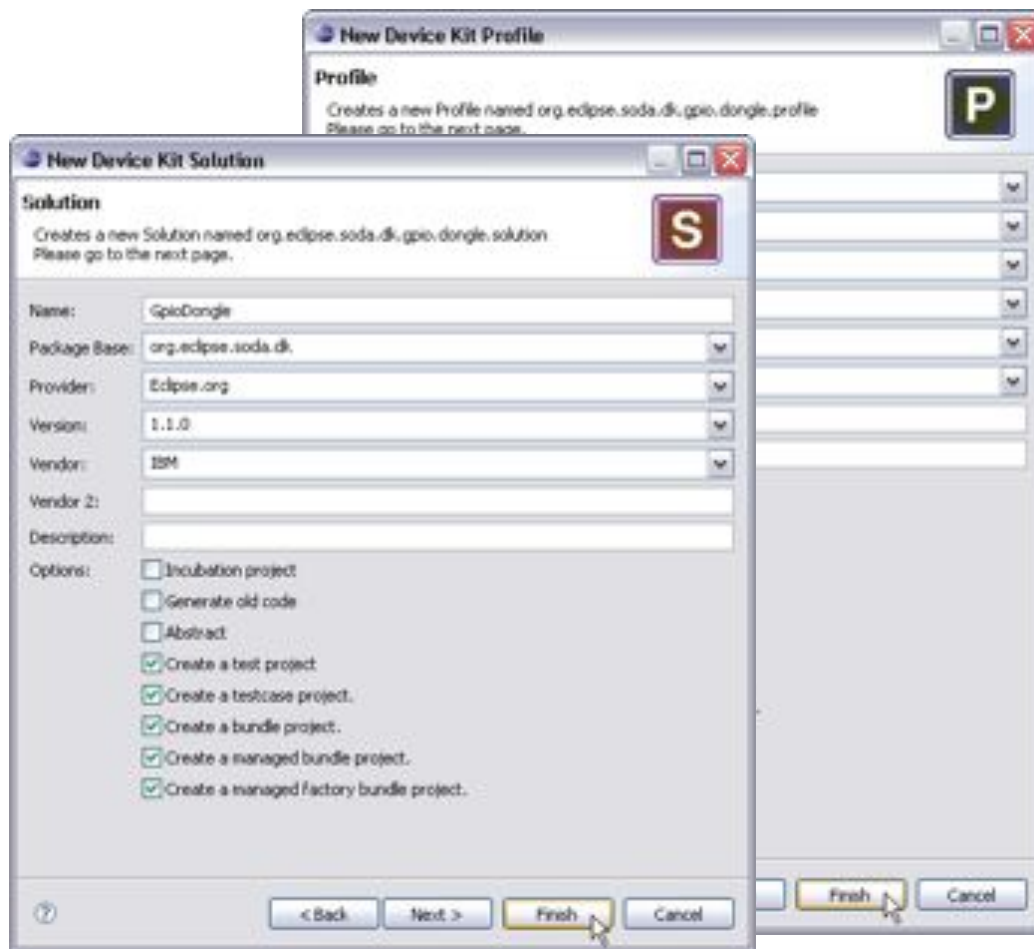 New Device Kit Profile
Profile
Creates a new Profile named org.eclipse.soda.dk.gpio.dongle.profile
Please go to the next page.
P
New Device Kit Solution
Solution
Creates a new Solution named org.eclipse.soda.dk.gpio.dongle.solution
Please go to the next page.
S
Name: GpioDongle
Package Base: org.eclipse.soda.dk
Provider: Eclipse.org
Version: 1.1.0
Vendor: IBM
Vendor 2:
Description:
Options: Incubation project
Generate old code
Abstract
Create a test project
Create a testcase project.
Create a bundle project.
Create a managed bundle project.
Create a managed factory bundle project.
? < Back Next > Finish Cancel
Finish Cancel